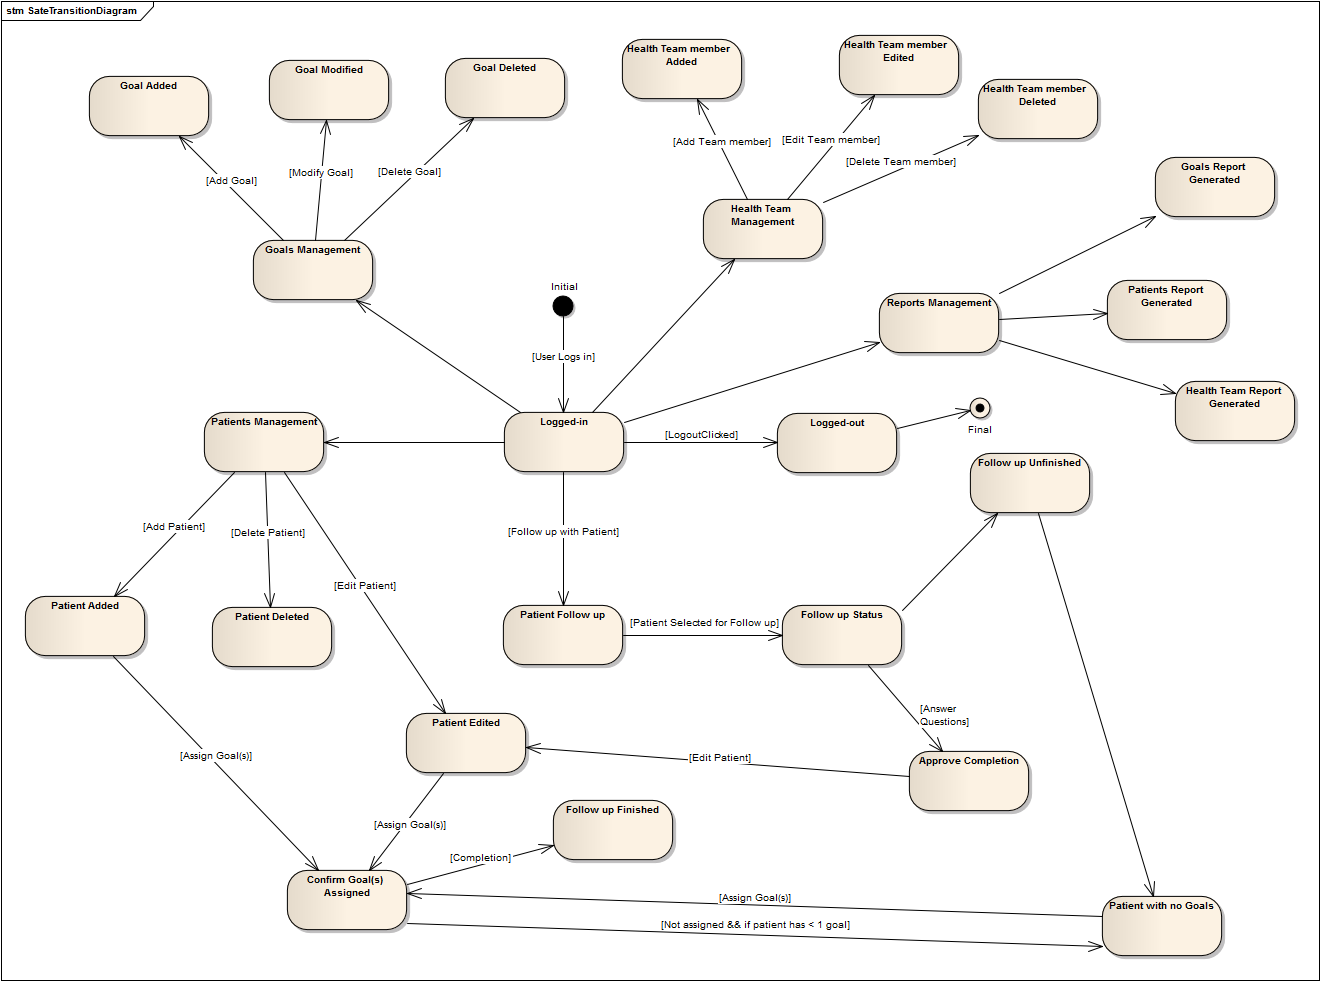 stm SateTransitionDiagram
Health Team member
Added
Health Team member
Edited
Goal Modified
Goal Deleted
Goal Added
Health Team member
Deleted
[Add Team member]
[Edit Team member]
[Delete Team member]
[Add Goal]
[Modify Goal]
[Delete Goal]
Goals Report
Generated
Health Team
Management
Goals Management
Initial
Reports Management
Patients Report
Generated
[User Logs in]
Health Team Report
Generated
Patients Management
Logged-in
[LogoutClicked]
Logged-out
Final
Follow up Unfinished
[Add Patient]
[Delete Patient]
[Follow up with Patient]
[Edit Patient]
Patient Added
Patient Deleted
Patient Follow up
[Patient Selected for Follow up]
Follow up Status
[Answer
Questions]
Patient Edited
[Assign Goal(s)]
[Edit Patient]
Approve Completion
Follow up Finished
[Assign Goal(s)]
[Completion]
Confirm Goal(s)
Assigned
[Assign Goal(s)]
Patient with no Goals
[Not assigned && if patient has < 1 goal]